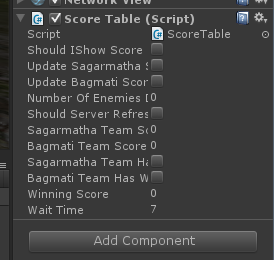 Network View
Score Table (Script)
Script ScoreTable
Should IShow Score
Update Sagarmatha S
Update Bagmati Scor
Number Of Enemies D 0
Should Server Refres
Sagarmatha Team Sc 0
Bagmati Team Score 0
Sagarmatha Team Ha
Bagmati Team Has W
Winning Score 0
Wait Time 7
Add Component